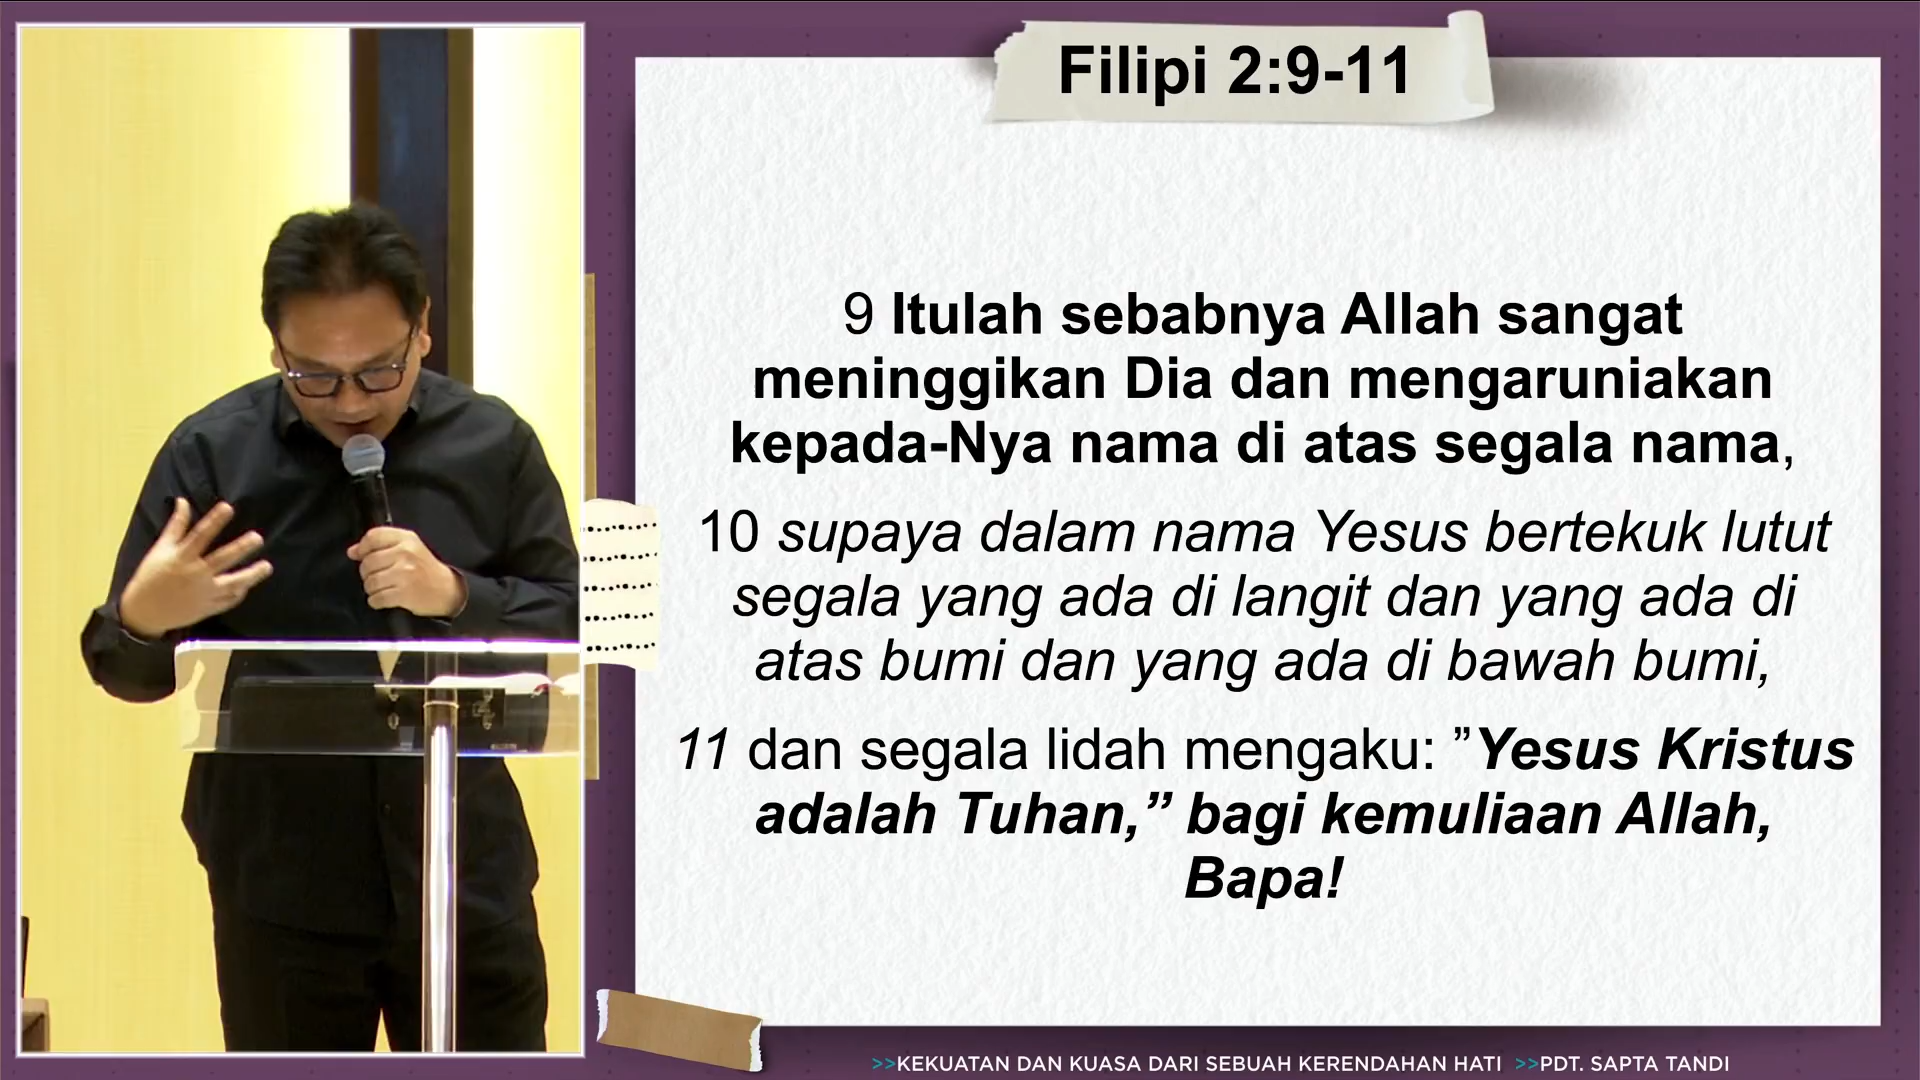 Filipi 2:9-11
9 Itulah sebabnya Allah sangat
meninggikan Dia dan mengaruniakan
kepada-Nya nama di atas segala nama,
10 supaya dalam nama Yesus bertekuk lutut
segala yang ada di langit dan yang ada di
atas bumi dan yang ada di bawah bumi,
11 dan segala lidah mengaku: ”Yesus Kristus
adalah Tuhan,” bagi kemuliaan Allah,
Bapa!
>>KEKUATAN DAN KUASA DARI SEBUAH KERENDAHAN HATI >>PDT. SAPTA TANDI